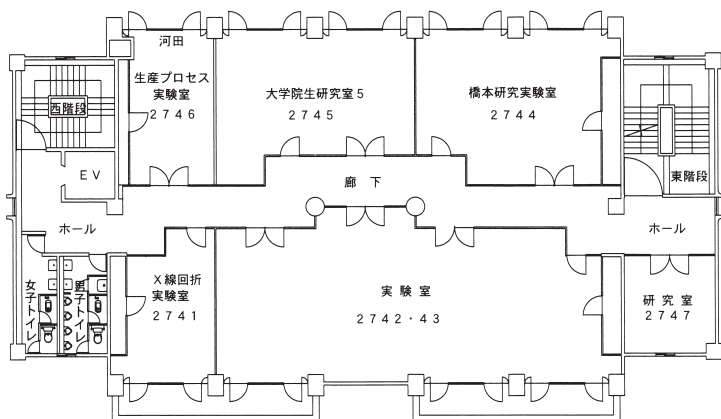 河田
生産プロセス
実験室
2746
大学院生研究室5
2745
橋本研究実験室
2744
西階段
EV
東階段
廊下
ホール
ホール
X線回折
実験室
2741
実験室
2742・43
研究室
2747
女子トイレ
男子トイレ